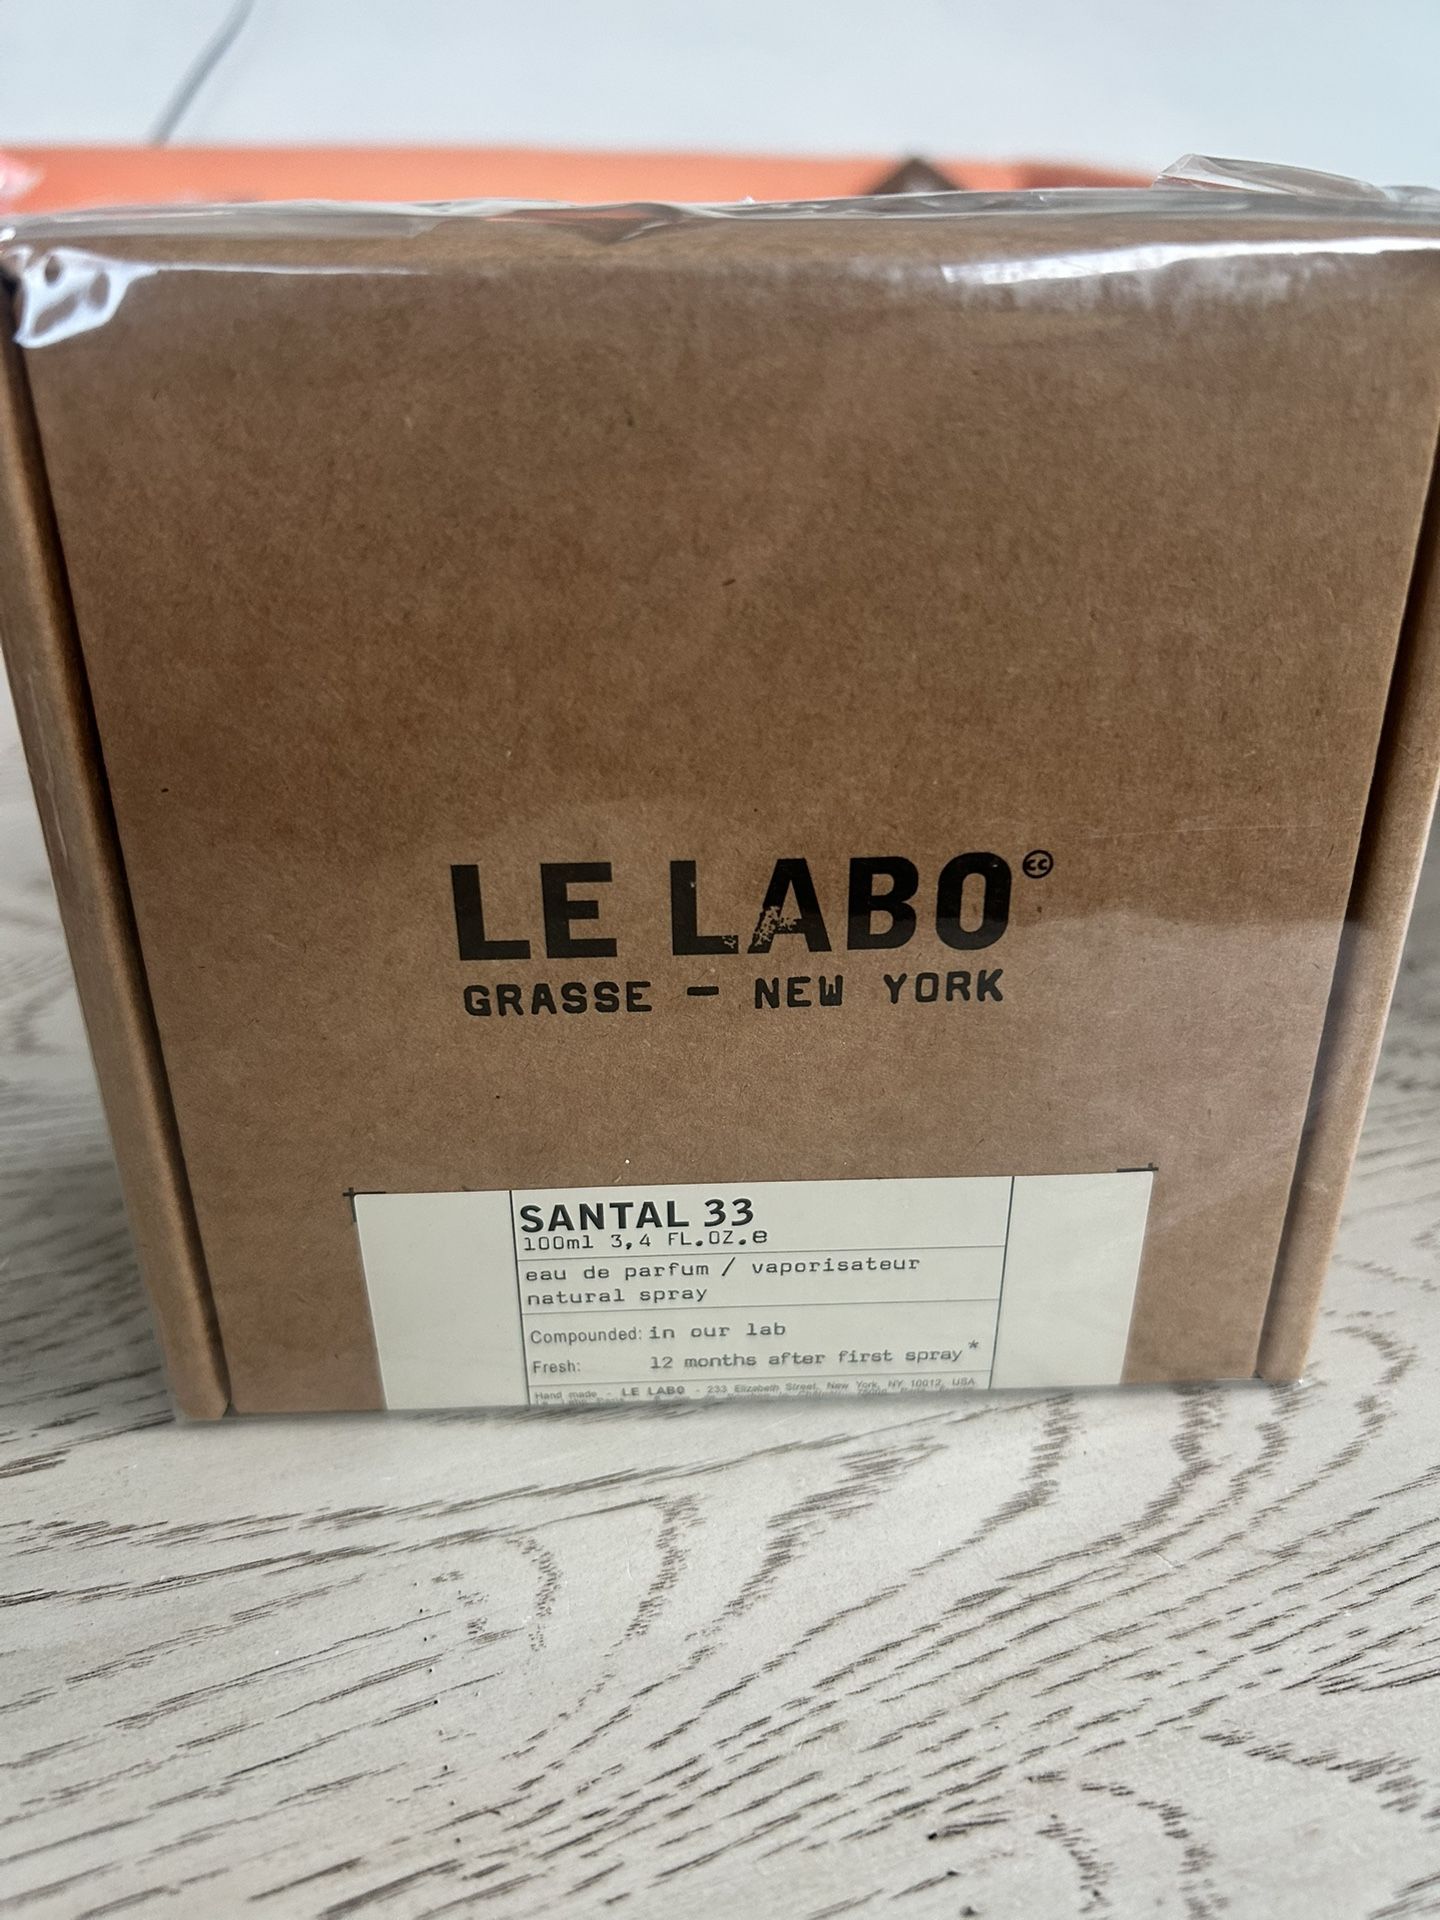 LE LABO
GRASSE - NEW YORK
SANTAL 33
100ml 3,4 FL.OZ.e
eau de parfum / vaporisateur
natural spray
Compounded: in our lab
Fresh: 12 months after first spray*
Hand made - LE LABO - 233 Elizabeth Street, New York, NY 10012, USA